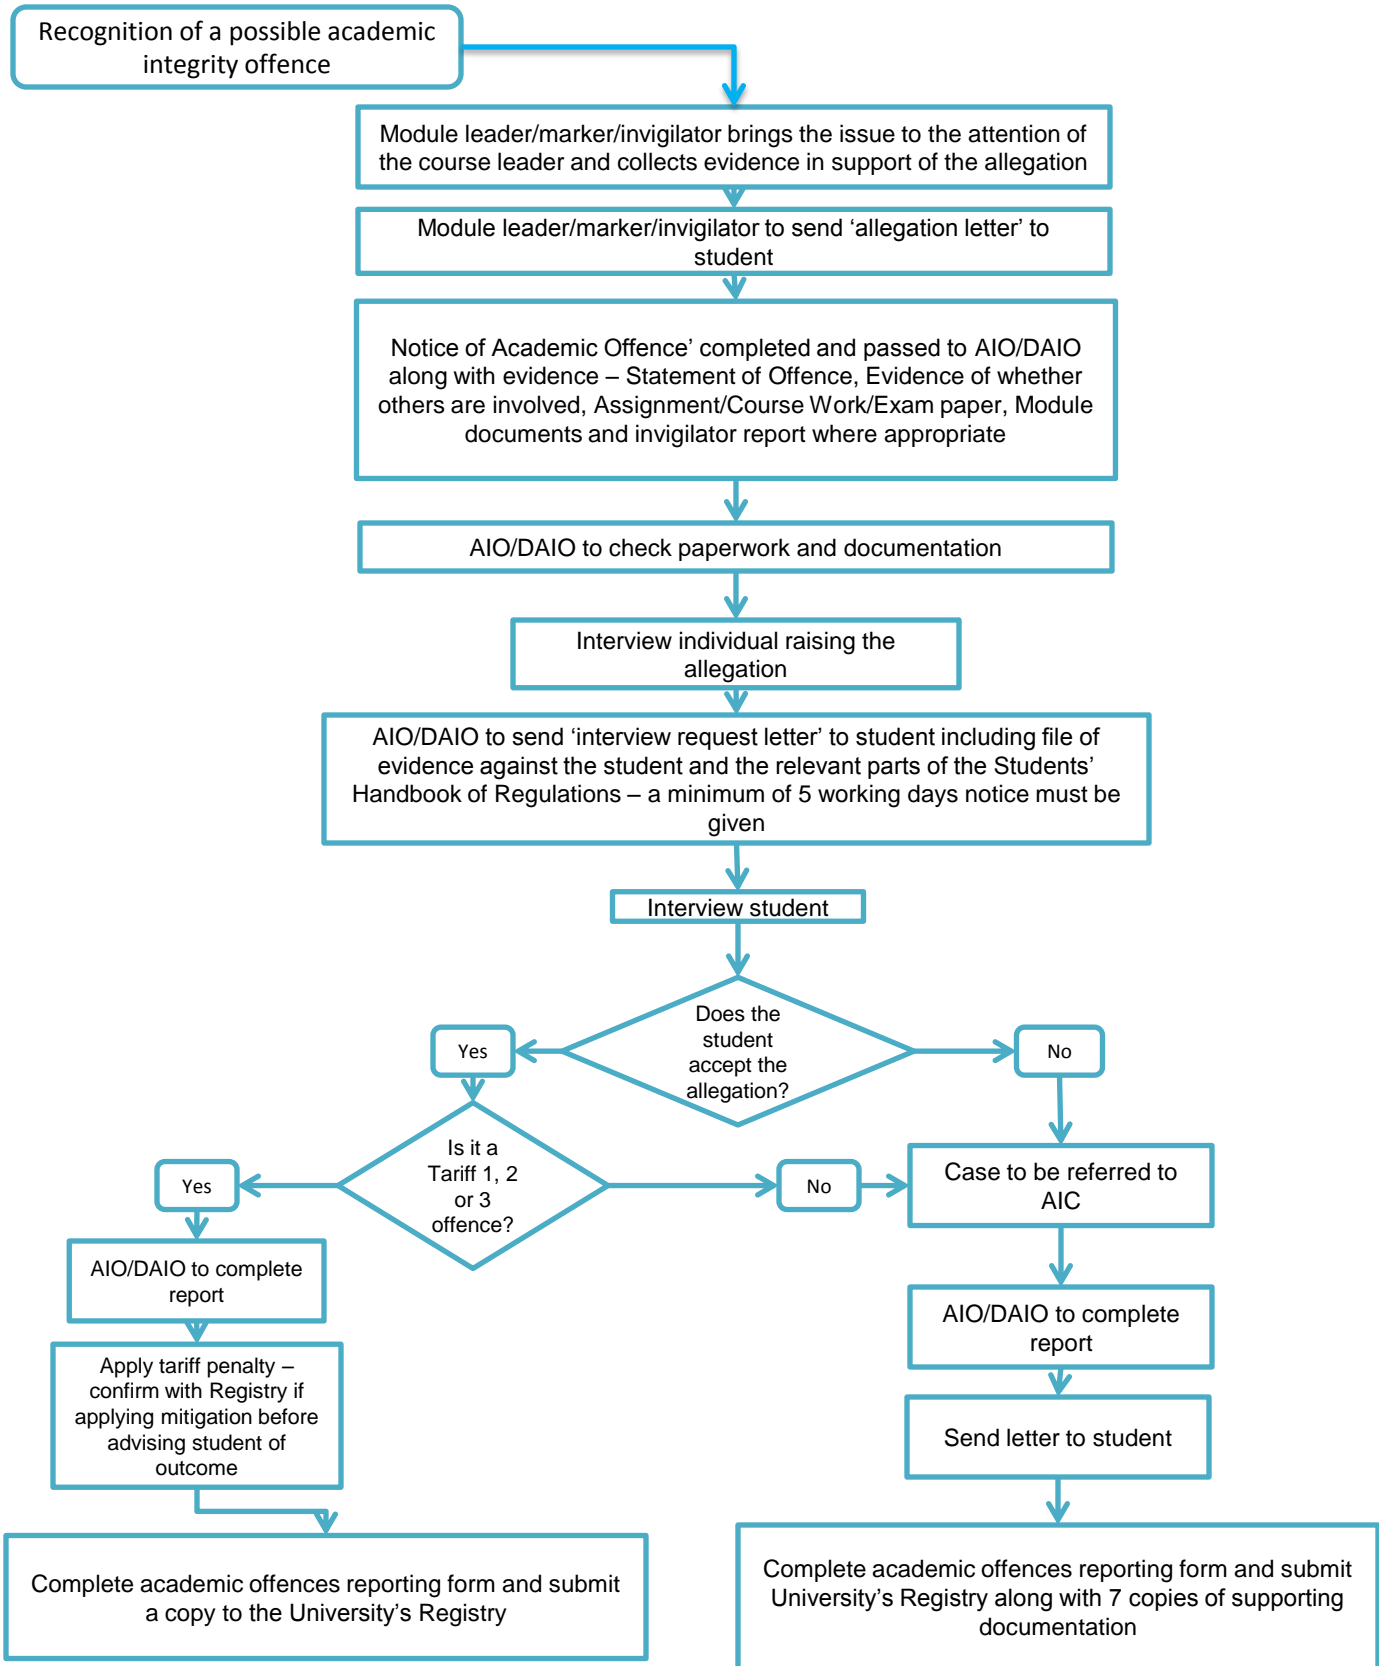 Recognition of a possible academic
integrity offence
Module leader/marker/invigilator brings the issue to the attention of
the course leader and collects evidence in support of the allegation
Module leader/marker/invigilator to send ‘allegation letter’ to
student
Notice of Academic Offence’ completed and passed to AIO/DAIO
along with evidence – Statement of Offence, Evidence of whether
others are involved, Assignment/Course Work/Exam paper, Module
documents and invigilator report where appropriate
AIO/DAIO to check paperwork and documentation
Interview individual raising the
allegation
AIO/DAIO to send ‘interview request letter’ to student including file of
evidence against the student and the relevant parts of the Students’
Handbook of Regulations – a minimum of 5 working days notice must be
given
Interview student
Does the
student
accept the
allegation?
Yes
No
Is it a
Tariff 1, 2
or 3
offence?
Yes
No
Case to be referred to
AIC
AIO/DAIO to complete
report
AIO/DAIO to complete
report
Apply tariff penalty –
confirm with Registry if
applying mitigation before
advising student of
outcome
Send letter to student
Complete academic offences reporting form and submit
a copy to the University’s Registry
Complete academic offences reporting form and submit
University’s Registry along with 7 copies of supporting
documentation